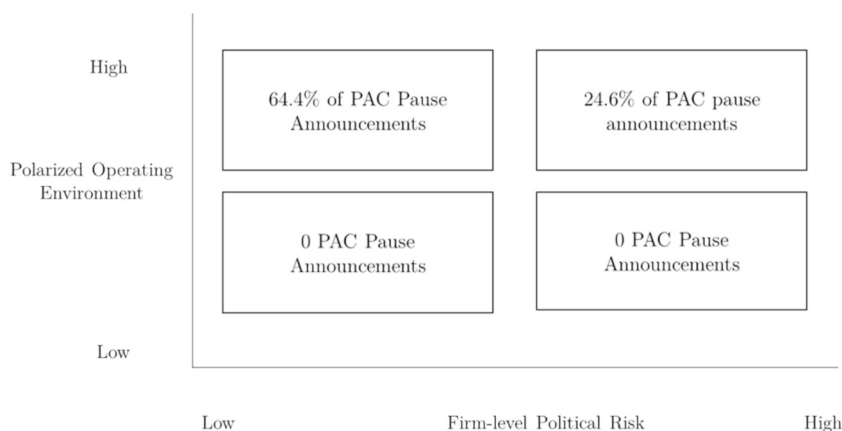 High
64.4% of PAC Pause
Announcements
24.6% of PAC pause
announcements
Polarized Operating
Environment
0 PAC Pause
Announcements
0 PAC Pause
Announcements
Low
Low
Firm-level Political Risk
High